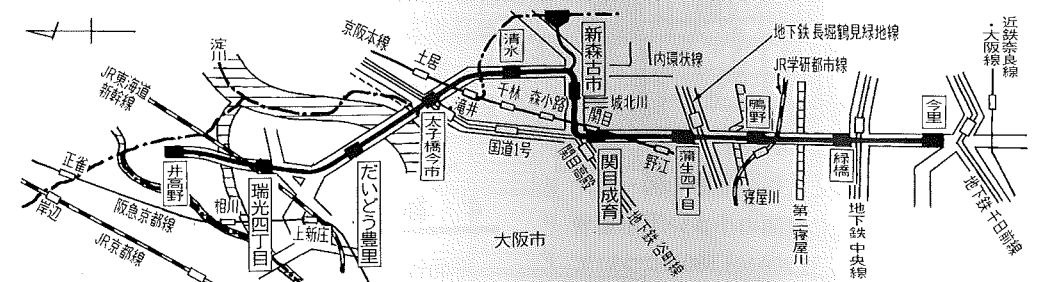 淀川
JR東海道
新幹線
京阪本線
土居
清水
新森古市
内環状線
地下鉄長堀鶴見緑地線
JR学研都市線
近鉄奈良線
・大阪線
千林
森小路
滝井
関目
城北川
鴫野
今里
太子橋今市
国道1号
野江
正雀
井高野
岸辺
阪急京都線
JR京都線
相川
瑞光四丁目
上新庄
だいどう豊里
関目高殿
関目成育
蒲生四丁目
緑橋
寝屋川
第二寝屋川
地下鉄中央線
地下鉄千日前線
地下鉄谷町線
大阪市